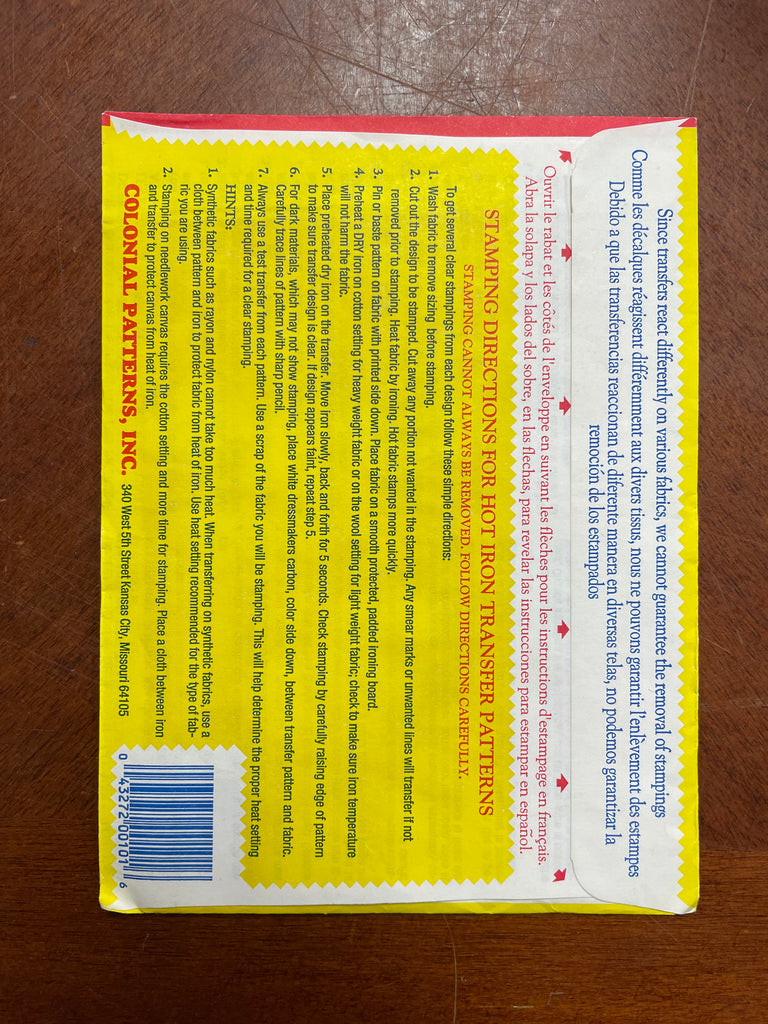 Since transfers react differently on various fabrics, we cannot guarantee the removal of stampings
Comme les décalques réagissent différemment aux divers tissus, nous ne pouvons garantir l'enlèvement des estampes
Debido a que las transferencias reaccionan de diferente manera en diversas telas, no podemos garantizar la
remoción de los estampados
Ouvrir le rabat et les côtés de l'enveloppe en suivant les flèches pour les instructions d'estampage en français.
Abra la solapa y los lados del sobre, en las flechas, para revelar las instrucciones para estampar en español.
STAMPING DIRECTIONS FOR HOT IRON TRANSFER PATTERNS
STAMPING CANNOT ALWAYS BE REMOVED. FOLLOW DIRECTIONS CAREFULLY.
To get several clear stampings from each design follow these simple directions:
1. Wash fabric to remove sizing before stamping.
2. Cut out the design to be stamped. Cut away any portion not wanted in the stamping. Any smear marks or unwanted lines will transfer if not
removed prior to stamping. Heat fabric by ironing. Hot fabric stamps more quickly.
3. Pin or baste pattern on fabric with printed side down. Place fabric on a smooth protected, padded ironing board.
4. Preheat a DRY iron on cotton setting for heavy weight fabric or on the wool setting for light weight fabric; check to make sure iron temperature
will not harm the fabric.
5. Place preheated dry iron on the transfer. Move iron slowly, back and forth for 5 seconds. Check stamping by carefully raising edge of pattern
to make sure transfer design is clear. If design appears faint, repeat step 5.
6. For dark materials, which may not show stamping, place white dressmakers carbon, color side down, between transfer pattern and fabric.
Carefully trace lines of pattern with sharp pencil.
7. Always use a test transfer from each pattern. Use a scrap of the fabric you will be stamping. This will help determine the proper heat setting
and time required for a clear stamping.
HINTS:
1. Synthetic fabrics such as rayon and nylon cannot take too much heat. When transferring on synthetic fabrics, use a
cloth between pattern and iron to protect fabric from heat of iron. Use heat setting recommended for the type of fab-
ric you are using.
2. Stamping on needlework canvas requires the cotton setting and more time for stamping. Place a cloth between iron
and transfer to protect canvas from heat of iron.
COLONIAL PATTERNS, INC. 340 West 5th Street Kansas City, Missouri 64105
0 43272 00101 6